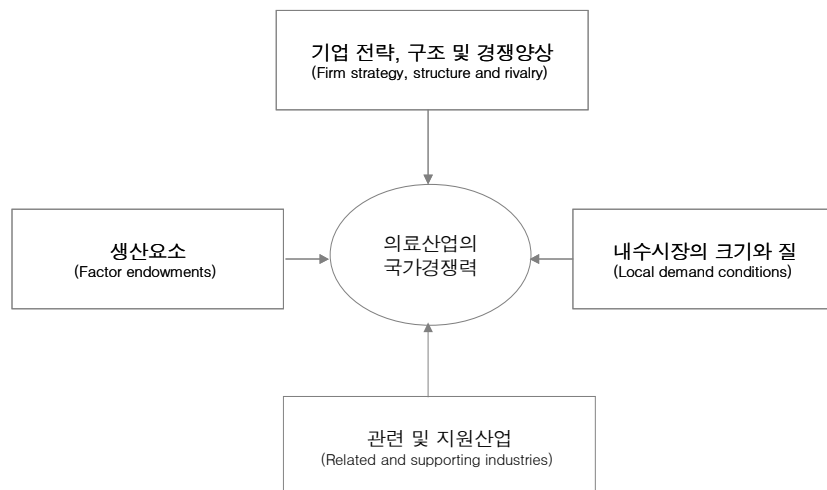 기업 전략, 구조 및 경쟁양상
(Firm strategy, structure and rivalry)
생산요소
(Factor endowments)
의료산업의
국가경쟁력
내수시장의 크기와 질
(Local demand conditions)
관련 및 지원산업
(Related and supporting industries)